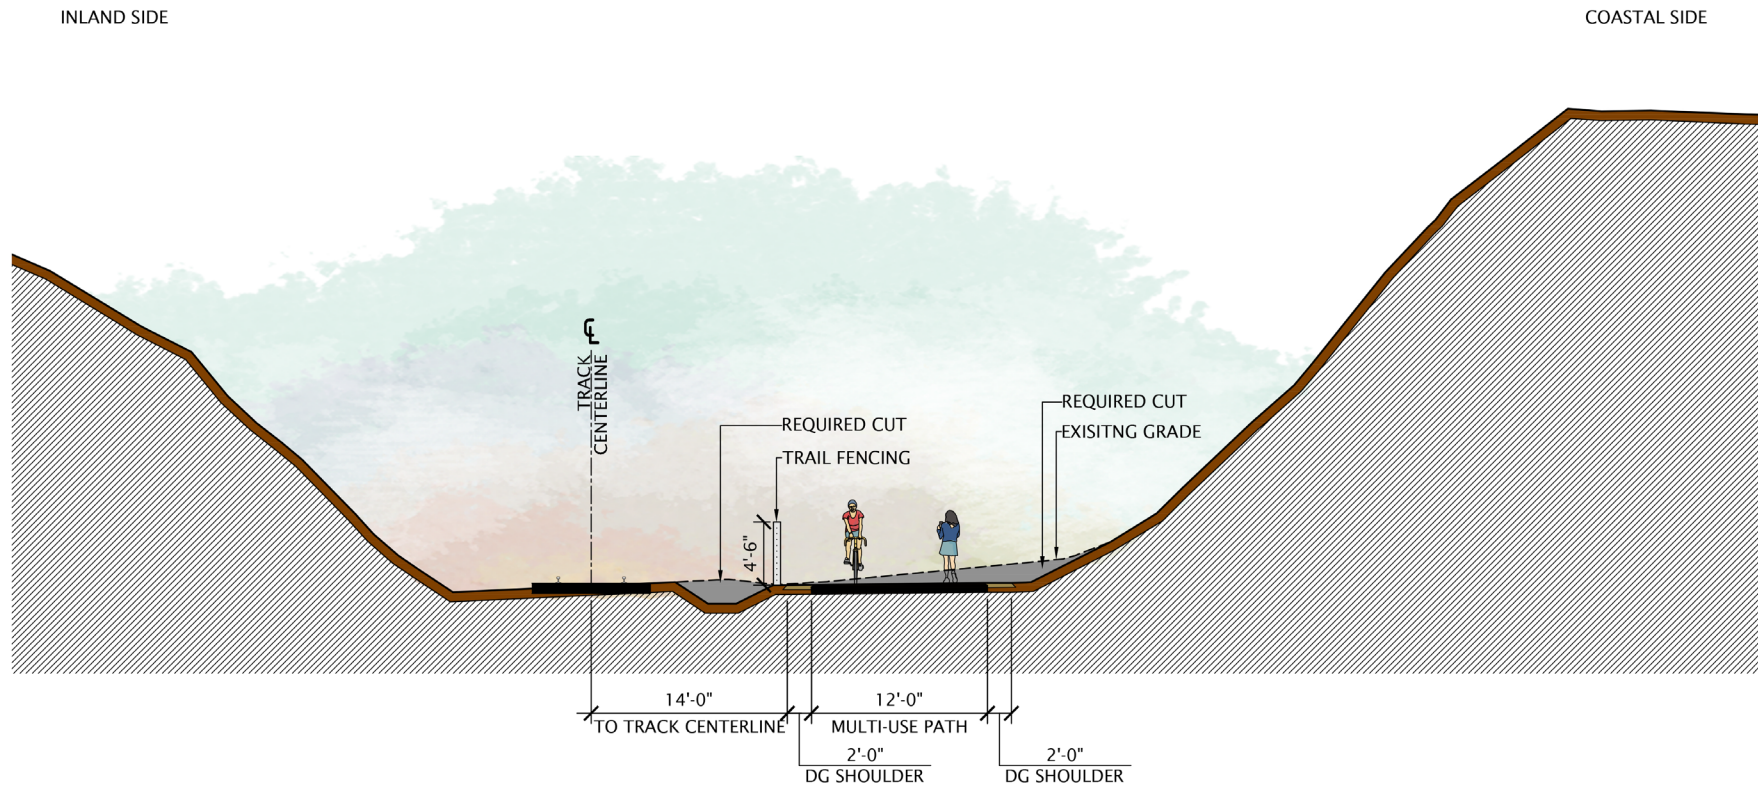 INLAND SIDE
COASTAL SIDE
℄
TRACK
CENTERLINE
REQUIRED CUT
EXISITNG GRADE
REQUIRED CUT
TRAIL FENCING
4'-6"
14'-0"
TO TRACK CENTERLINE
12'-0"
MULTI-USE PATH
2'-0"
DG SHOULDER
2'-0"
DG SHOULDER